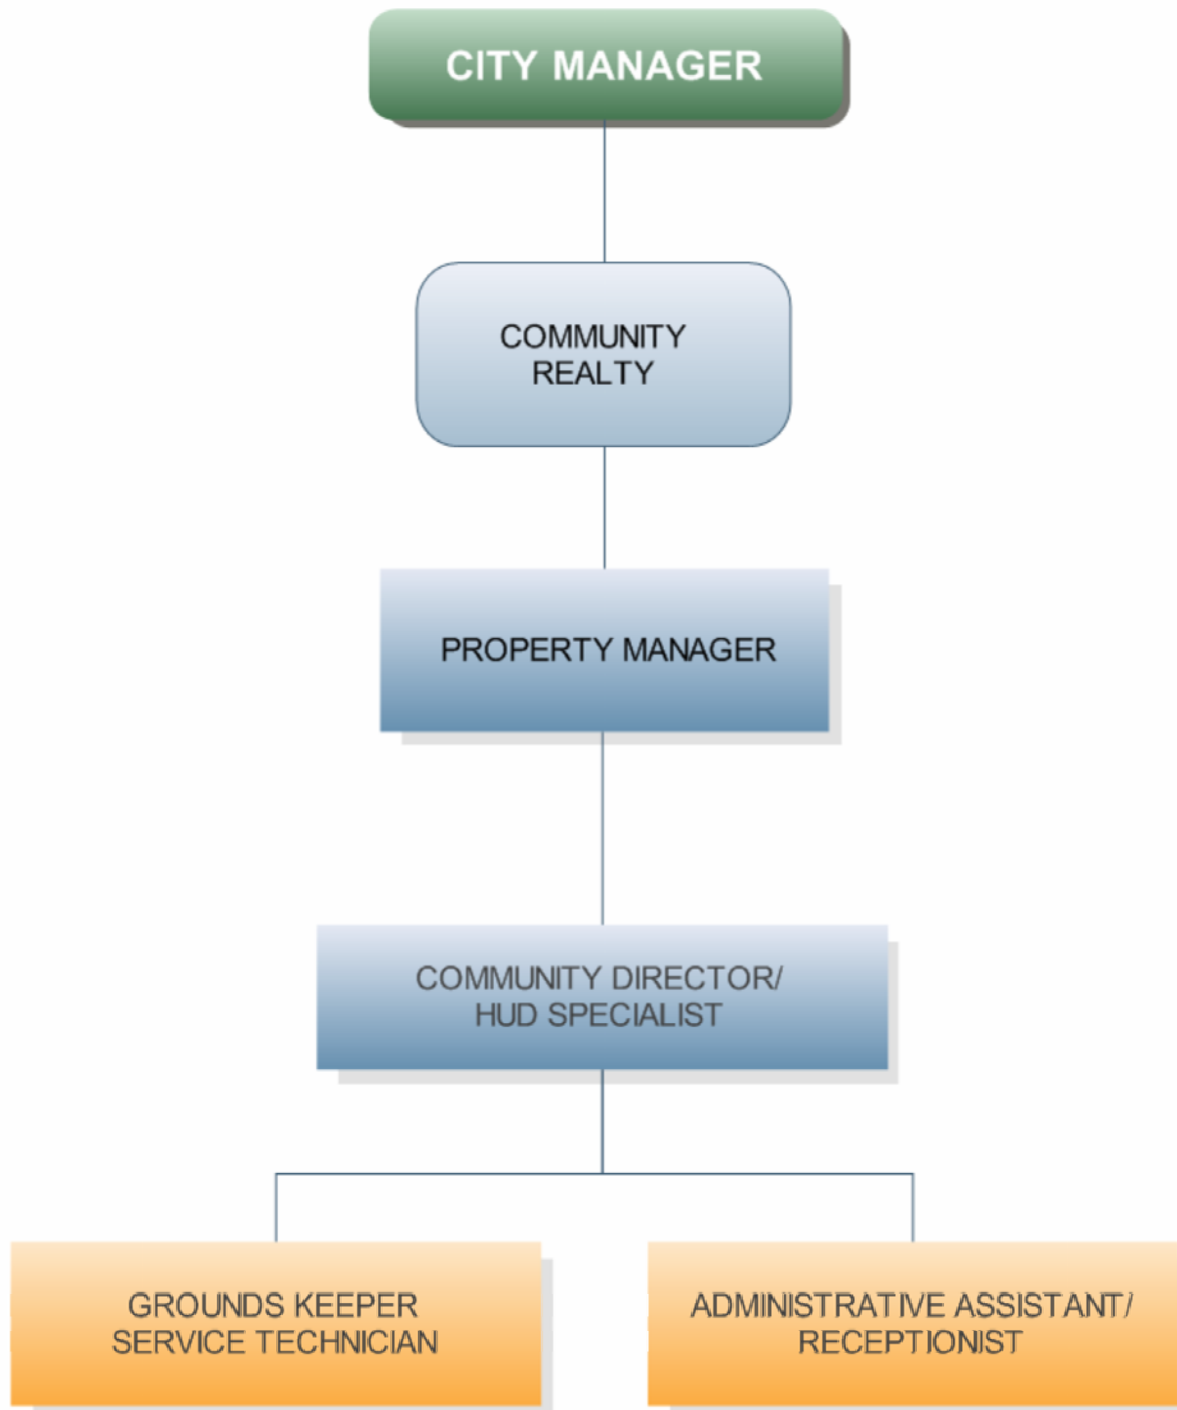 CITY MANAGER
COMMUNITY
REALTY
PROPERTY MANAGER
COMMUNITY DIRECTOR/
HUD SPECIALIST
GROUNDS KEEPER
SERVICE TECHNICIAN
ADMINISTRATIVE ASSISTANT/
RECEPTIONIST